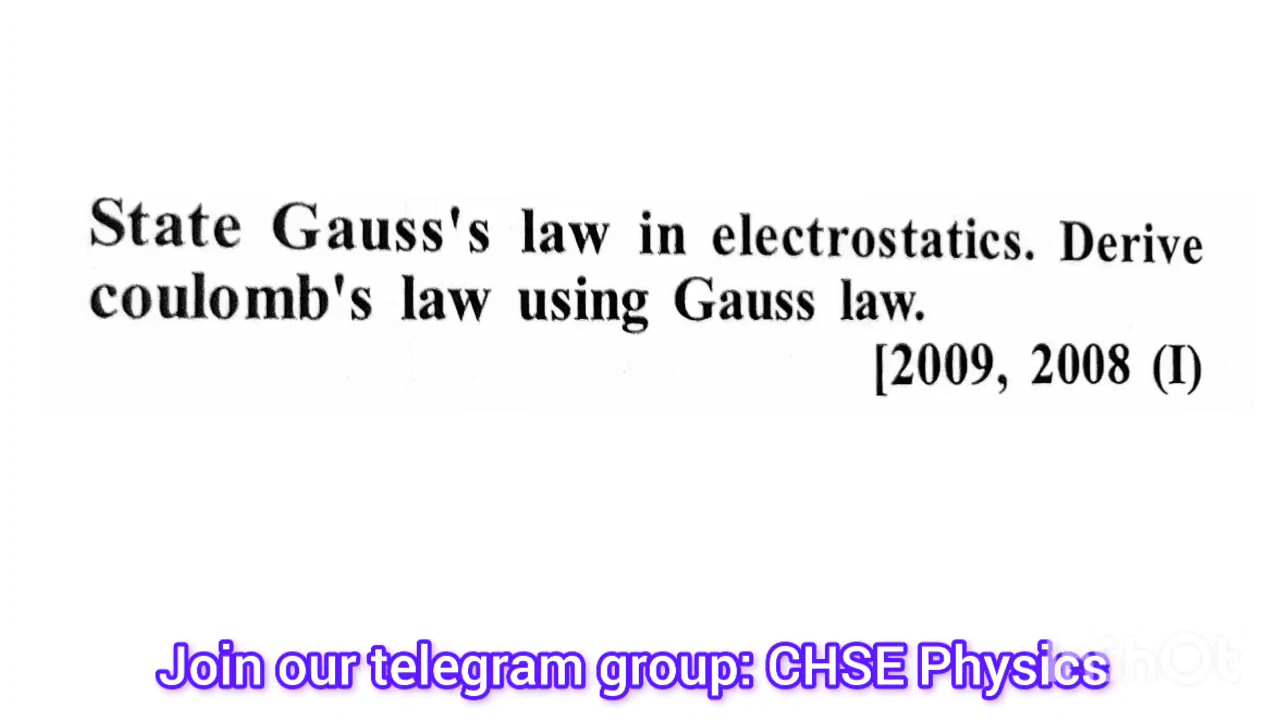 State Gauss's law in electrostatics. Derive
coulomb's law using Gauss law.
[2009, 2008 (I)
Join our telegram group: CHSE Physics